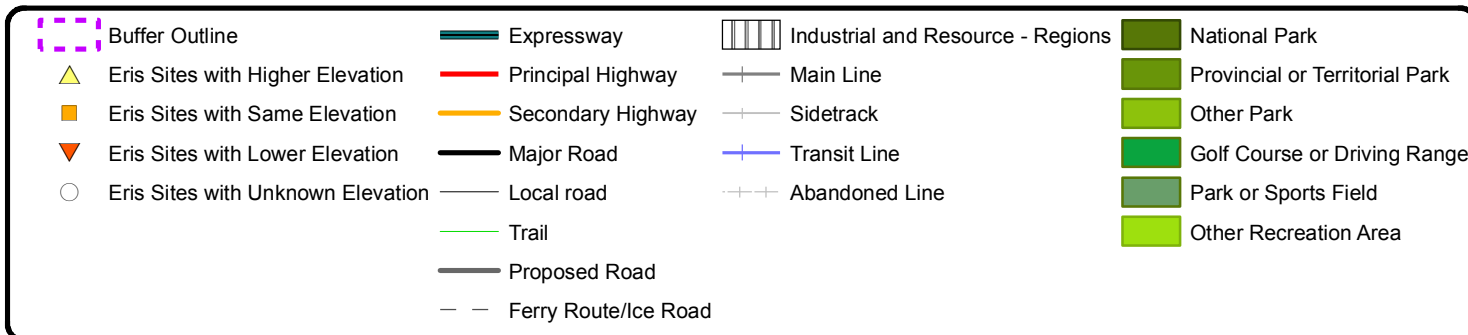 Buffer Outline
Eris Sites with Higher Elevation
Eris Sites with Same Elevation
Eris Sites with Lower Elevation
Eris Sites with Unknown Elevation
Expressway
Principal Highway
Secondary Highway
Major Road
Local road
Trail
Proposed Road
Ferry Route/Ice Road
Industrial and Resource - Regions
Main Line
Sidetrack
Transit Line
Abandoned Line
National Park
Provincial or Territorial Park
Other Park
Golf Course or Driving Range
Park or Sports Field
Other Recreation Area